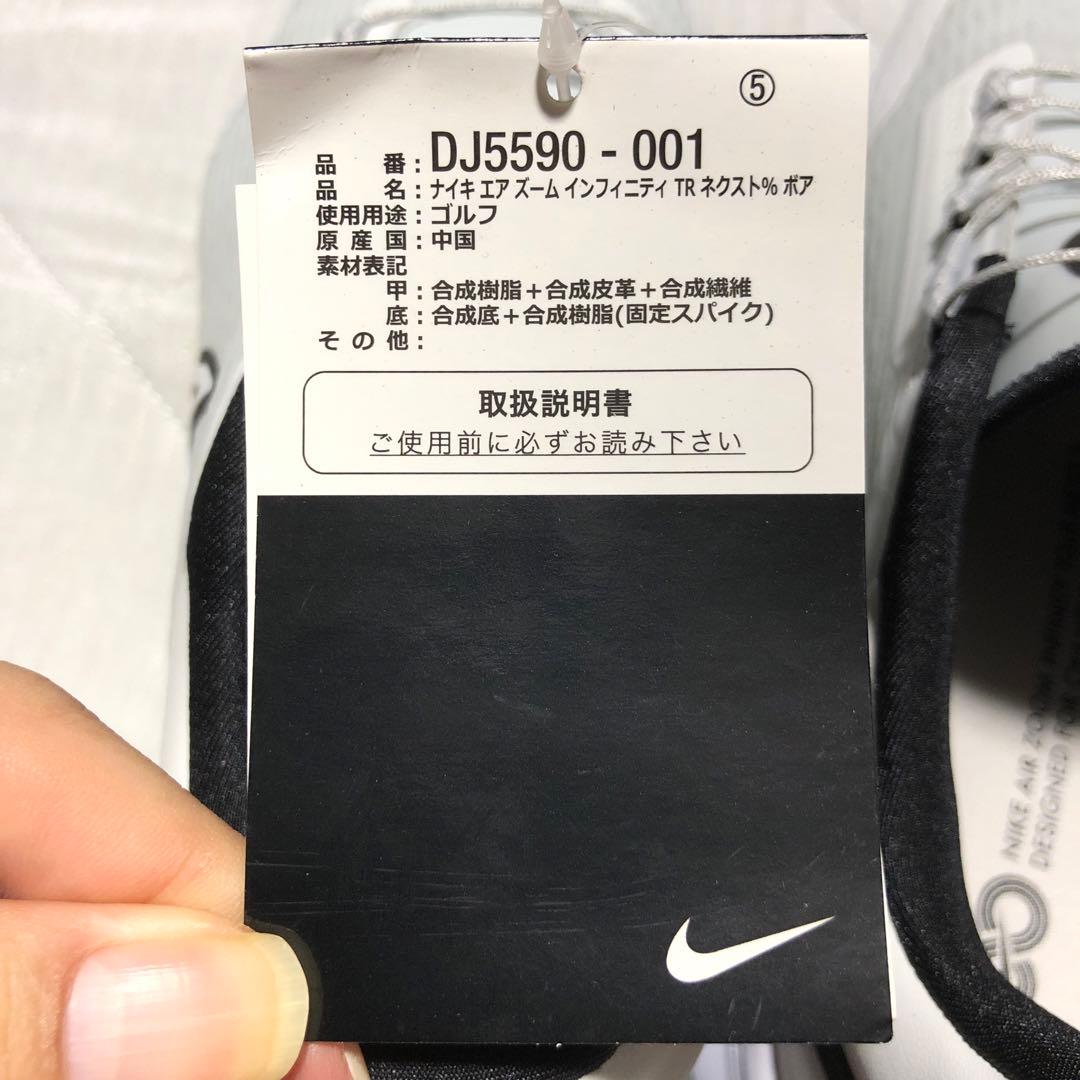 ⑤
品 番：DJ5590 - 001
品 名：ナイキ エア ズーム インフィニティ TR ネクスト% ボア
使用用途：ゴルフ
原 産 国：中国
素材表記
甲：合成樹脂＋合成皮革＋合成繊維
底：合成底＋合成樹脂(固定スパイク)
そ の 他：
取扱説明書
ご使用前に必ずお読み下さい
NIKE AIR ZOOM INFINITY TOUR
DESIGNED FOR